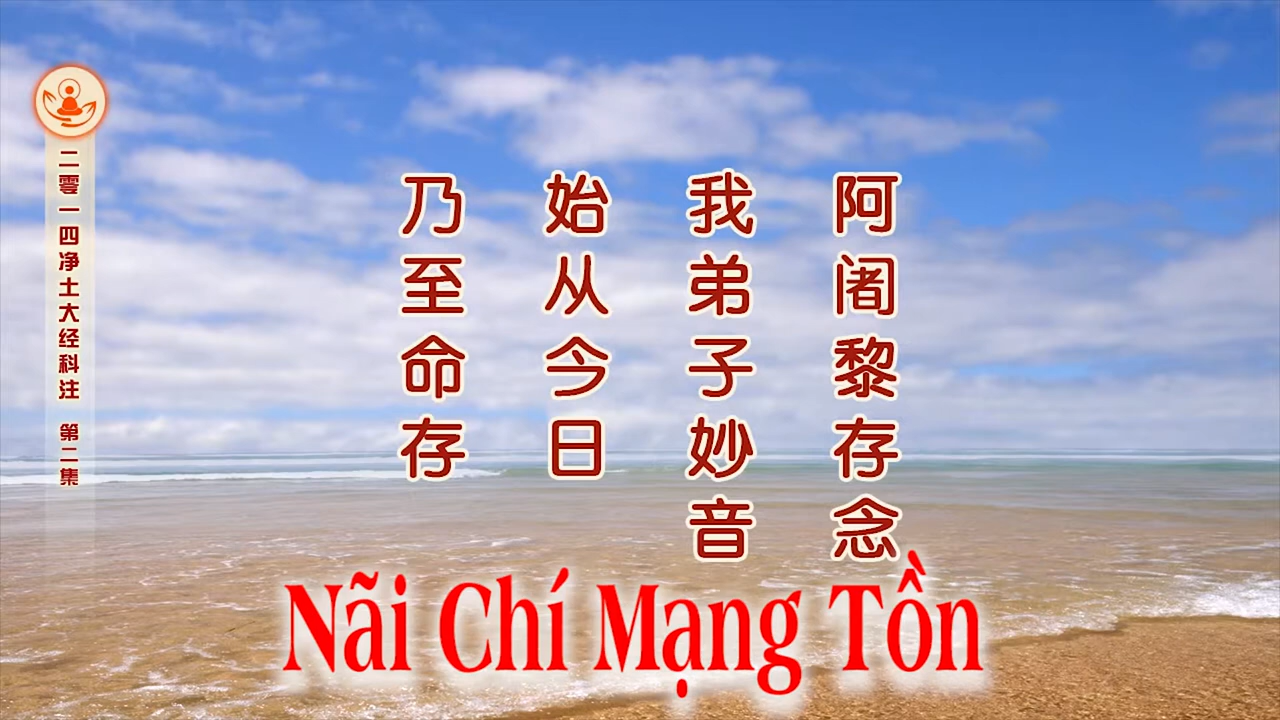 阿阇黎存念
我弟子妙音
始从今日
乃至命存
二零一四净土大经科注 第二集
Nãi Chí Mạng Tồn